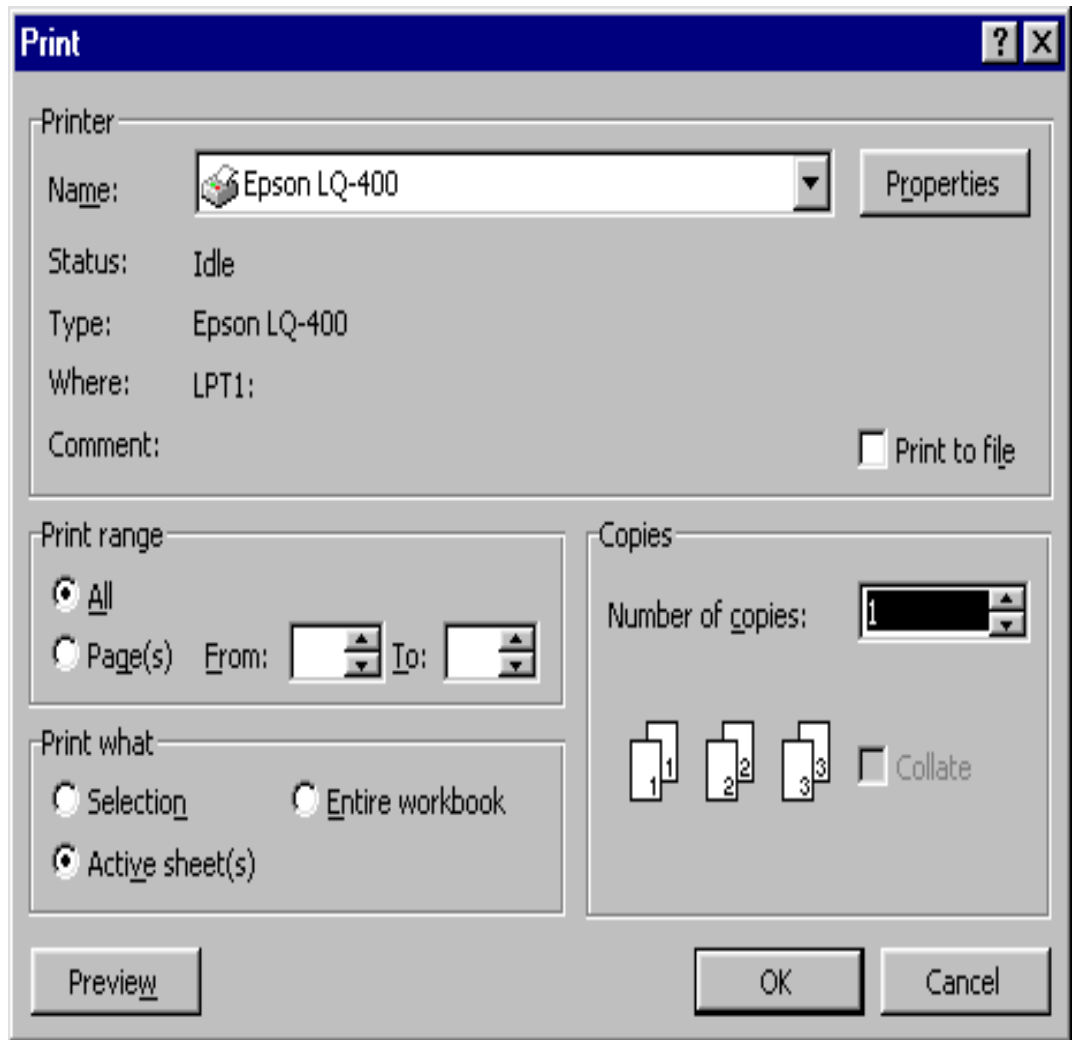 Print
Printer
Name: Epson LQ-400 Properties
Status: Idle
Type: Epson LQ-400
Where: LPT1:
Comment: Print to file
Print range
All
Page(s) From: To:
Copies
Number of copies: 1
1 1 2 2 3 3 Collate
Print what
Selection Entire workbook
Active sheet(s)
Preview OK Cancel